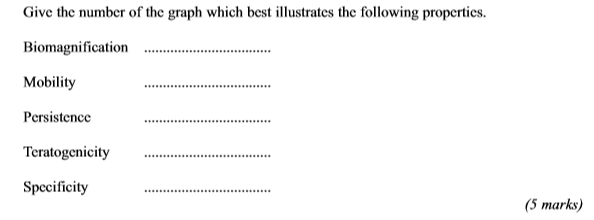 Give the number of the graph which best illustrates the following properties.
Biomagnification ......................................
Mobility ......................................
Persistence ......................................
Teratogenicity ......................................
Specificity ......................................
(5 marks)